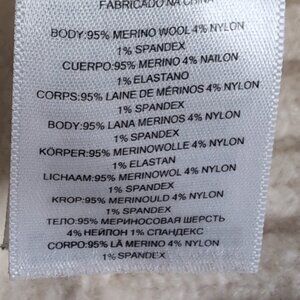 FABRICADO NA CHINA
BODY:95% MERINO WOOL 4% NYLON
1% SPANDEX
CUERPO:95% MERINO 4% NAILON
1% ELASTANO
CORPS:95% LAINE DE MÉRINOS 4% NYLON
1% SPANDEX
BODY:95% LANA MERINOS 4% NYLON
1% SPANDEX
KÖRPER:95% MERINOWOLLE 4% NYLON
1% ELASTAN
LICHAAM:95% MERINOWOL 4% NYLON
1% SPANDEX
KROP:95% MERINOULD 4% NYLON
1% SPANDEX
ТЕЛО:95% МЕРИНОСОВАЯ ШЕРСТЬ
4% НЕЙЛОН 1% СПАНДЕКС
CORPO:95% LÃ MERINO 4% NYLON
1% SPANDEX